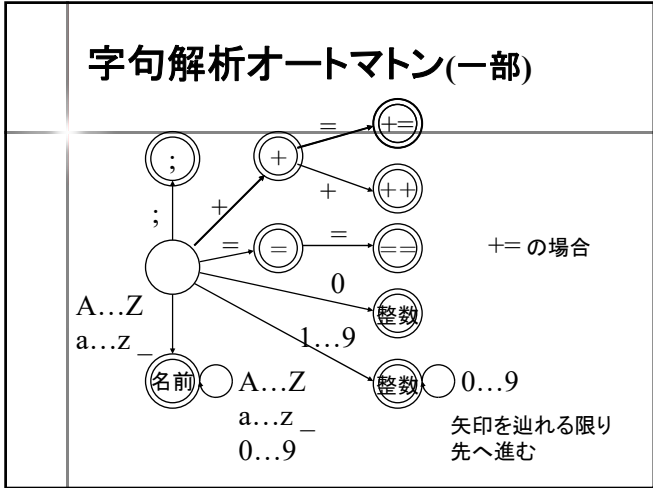 字句解析オートマトン(一部)
= +=
; + + ++
; +
= = = ==
+= の場合
0 整数
A…Z
a…z _
1…9
名前 A…Z
a…z _
0…9
整数 0…9
矢印を辿れる限り
先へ進む